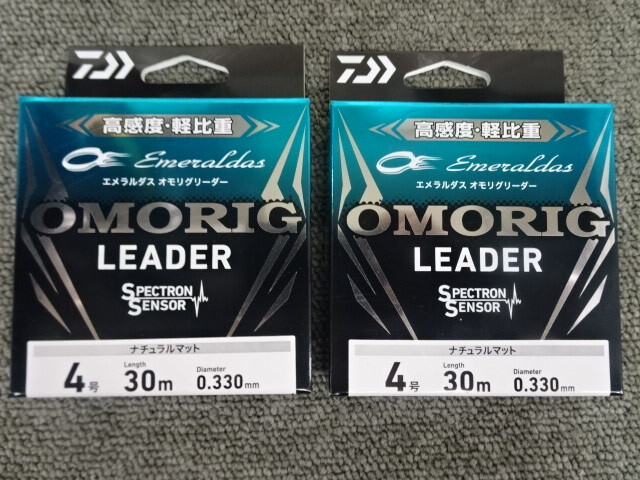 高感度・軽比重
Emeraldas
エメラルダス オモリグリーダー
OMORIG
LEADER
SPECTRON
SENSOR
ナチュラルマット
4号 Length 30m Diameter 0.330mm
高感度・軽比重
Emeraldas
エメラルダス オモリグリーダー
OMORIG
LEADER
SPECTRON
SENSOR
ナチュラルマット
4号 Length 30m Diameter 0.330mm